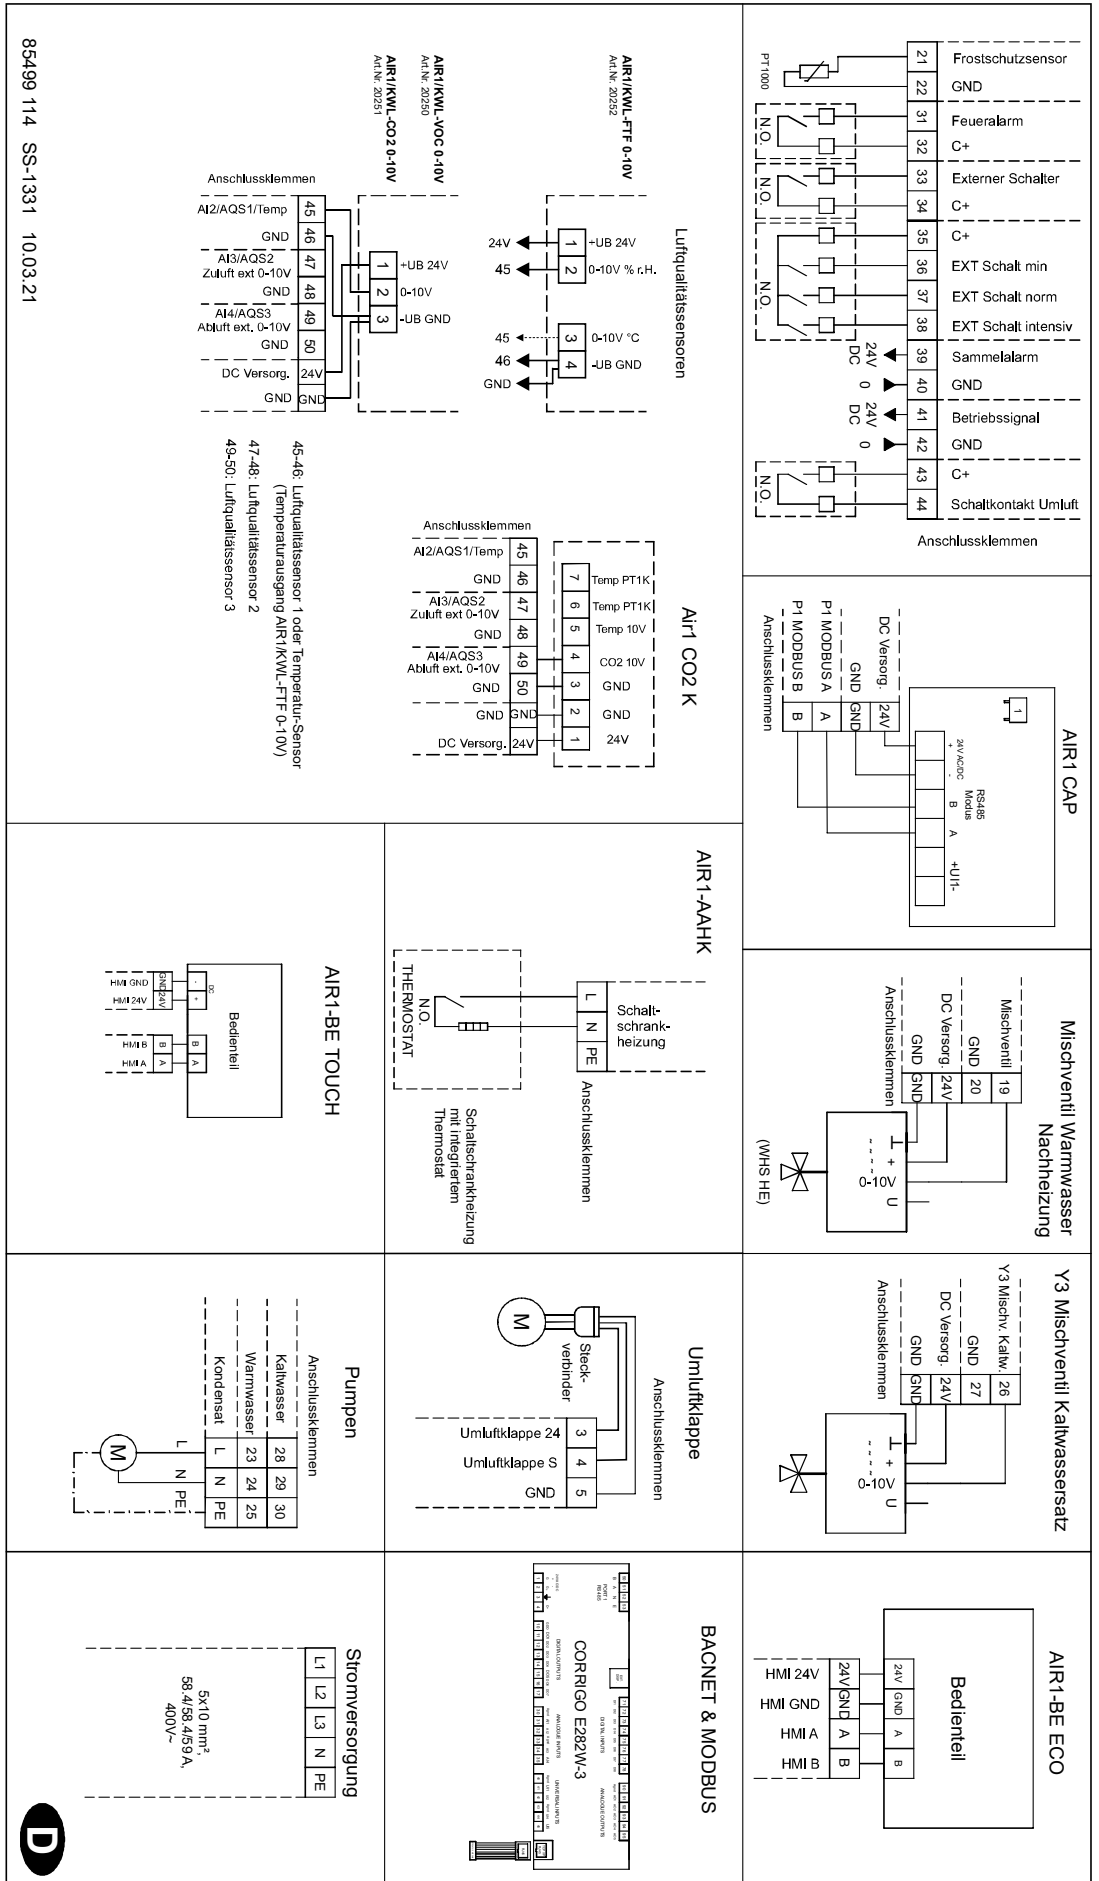 21 Frostschutzsensor
22 GND
PT1000
31 Feueralarm
32 C+
N.O.
33 Externer Schalter
34 C+
N.O.
35 C+
36 EXT Schalt min
37 EXT Schalt norm
38 EXT Schalt intensiv
N.O.
39 Sammelalarm
24V DC
40 GND
0
41 Betriebssignal
24V DC
42 GND
0
43 C+
44 Schaltkontakt Umluft
N.O.
Anschlussklemmen
Luftqualitätssensoren
AIR1/KWL-FTF 0-10V
Art.Nr. 20252
24V 1 +UB 24V
45 2 0-10V % r.H.
45 3 0-10V °C
46 4 -UB GND
GND
AIR1/KWL-VOC 0-10V
Art.Nr. 20250
AIR1/KWL-CO2 0-10V
Art.Nr. 20251
1 +UB 24V
2 0-10V
3 -UB GND
Anschlussklemmen
AI2/AQS1/Temp 45
GND 46
AI3/AQS2
Zuluft ext 0-10V 47
GND 48
AI4/AQS3
Abluft ext. 0-10V 49
GND 50
DC Versorg. 24V
GND GND
45-46: Luftqualitätssensor 1 oder Temperatur-Sensor
(Temperaturausgang AIR1/KWL-FTF 0-10V)
47-48: Luftqualitätssensor 2
49-50: Luftqualitätssensor 3
Air1 CO2 K
Anschlussklemmen
AI2/AQS1/Temp 45
GND 46
AI3/AQS2
Zuluft ext 0-10V 47
GND 48
AI4/AQS3
Abluft ext. 0-10V 49
GND 50
GND GND
DC Versorg. 24V
7 Temp PT1K
6 Temp PT1K
5 Temp 10V
4 CO2 10V
3 GND
2 GND
1 24V
85499 114 SS-1331 10.03.21
AIR1 CAP
1
24V AC/DC
+ -
RS485
Modus
B A
+UI1-
DC Versorg. 24V
GND GND
P1 MODBUS A A
P1 MODBUS B B
Anschlussklemmen
AIR1-AAHK
L N PE
Schalt-
schrank-
heizung
Anschlussklemmen
N.O.
THERMOSTAT
Schaltschrankheizung
mit integriertem
Thermostat
AIR1-BE TOUCH
Bedienteil
DC
- +
B A
HMI GND GND
HMI 24V 24V
HMI B B
HMI A A
Mischventil Warmwasser
Nachheizung
Mischventil 19
GND 20
DC Versorg. 24V
GND GND
Anschlussklemmen
+
0-10V
U
(WHS HE)
Y3 Mischventil Kaltwassersatz
Y3 Mischv. Kaltw. 26
GND 27
DC Versorg. 24V
GND GND
Anschlussklemmen
+
0-10V
U
Umluftklappe
Anschlussklemmen
M
Steck-
verbinder
Umluftklappe 24 3
Umluftklappe S 4
GND 5
Pumpen
Anschlussklemmen
Kaltwasser 28 29 30
Warmwasser 23 24 25
Kondensat L N PE
L N PE
M
AIR1-BE ECO
Bedienteil
24V GND A B
HMI 24V 24V
HMI GND GND
HMI A A
HMI B B
BACNET & MODBUS
CORRIGO E282W-3
PORT 1
RS485
B A N E
DIGITAL INPUTS
ANALOGUE OUTPUTS
DIGITAL OUTPUTS
ANALOGUE INPUTS
UNIVERSAL INPUTS
Stromversorgung
L1 L2 L3 N PE
5x10 mm²,
58.4/58.4/59 A,
400V~
D